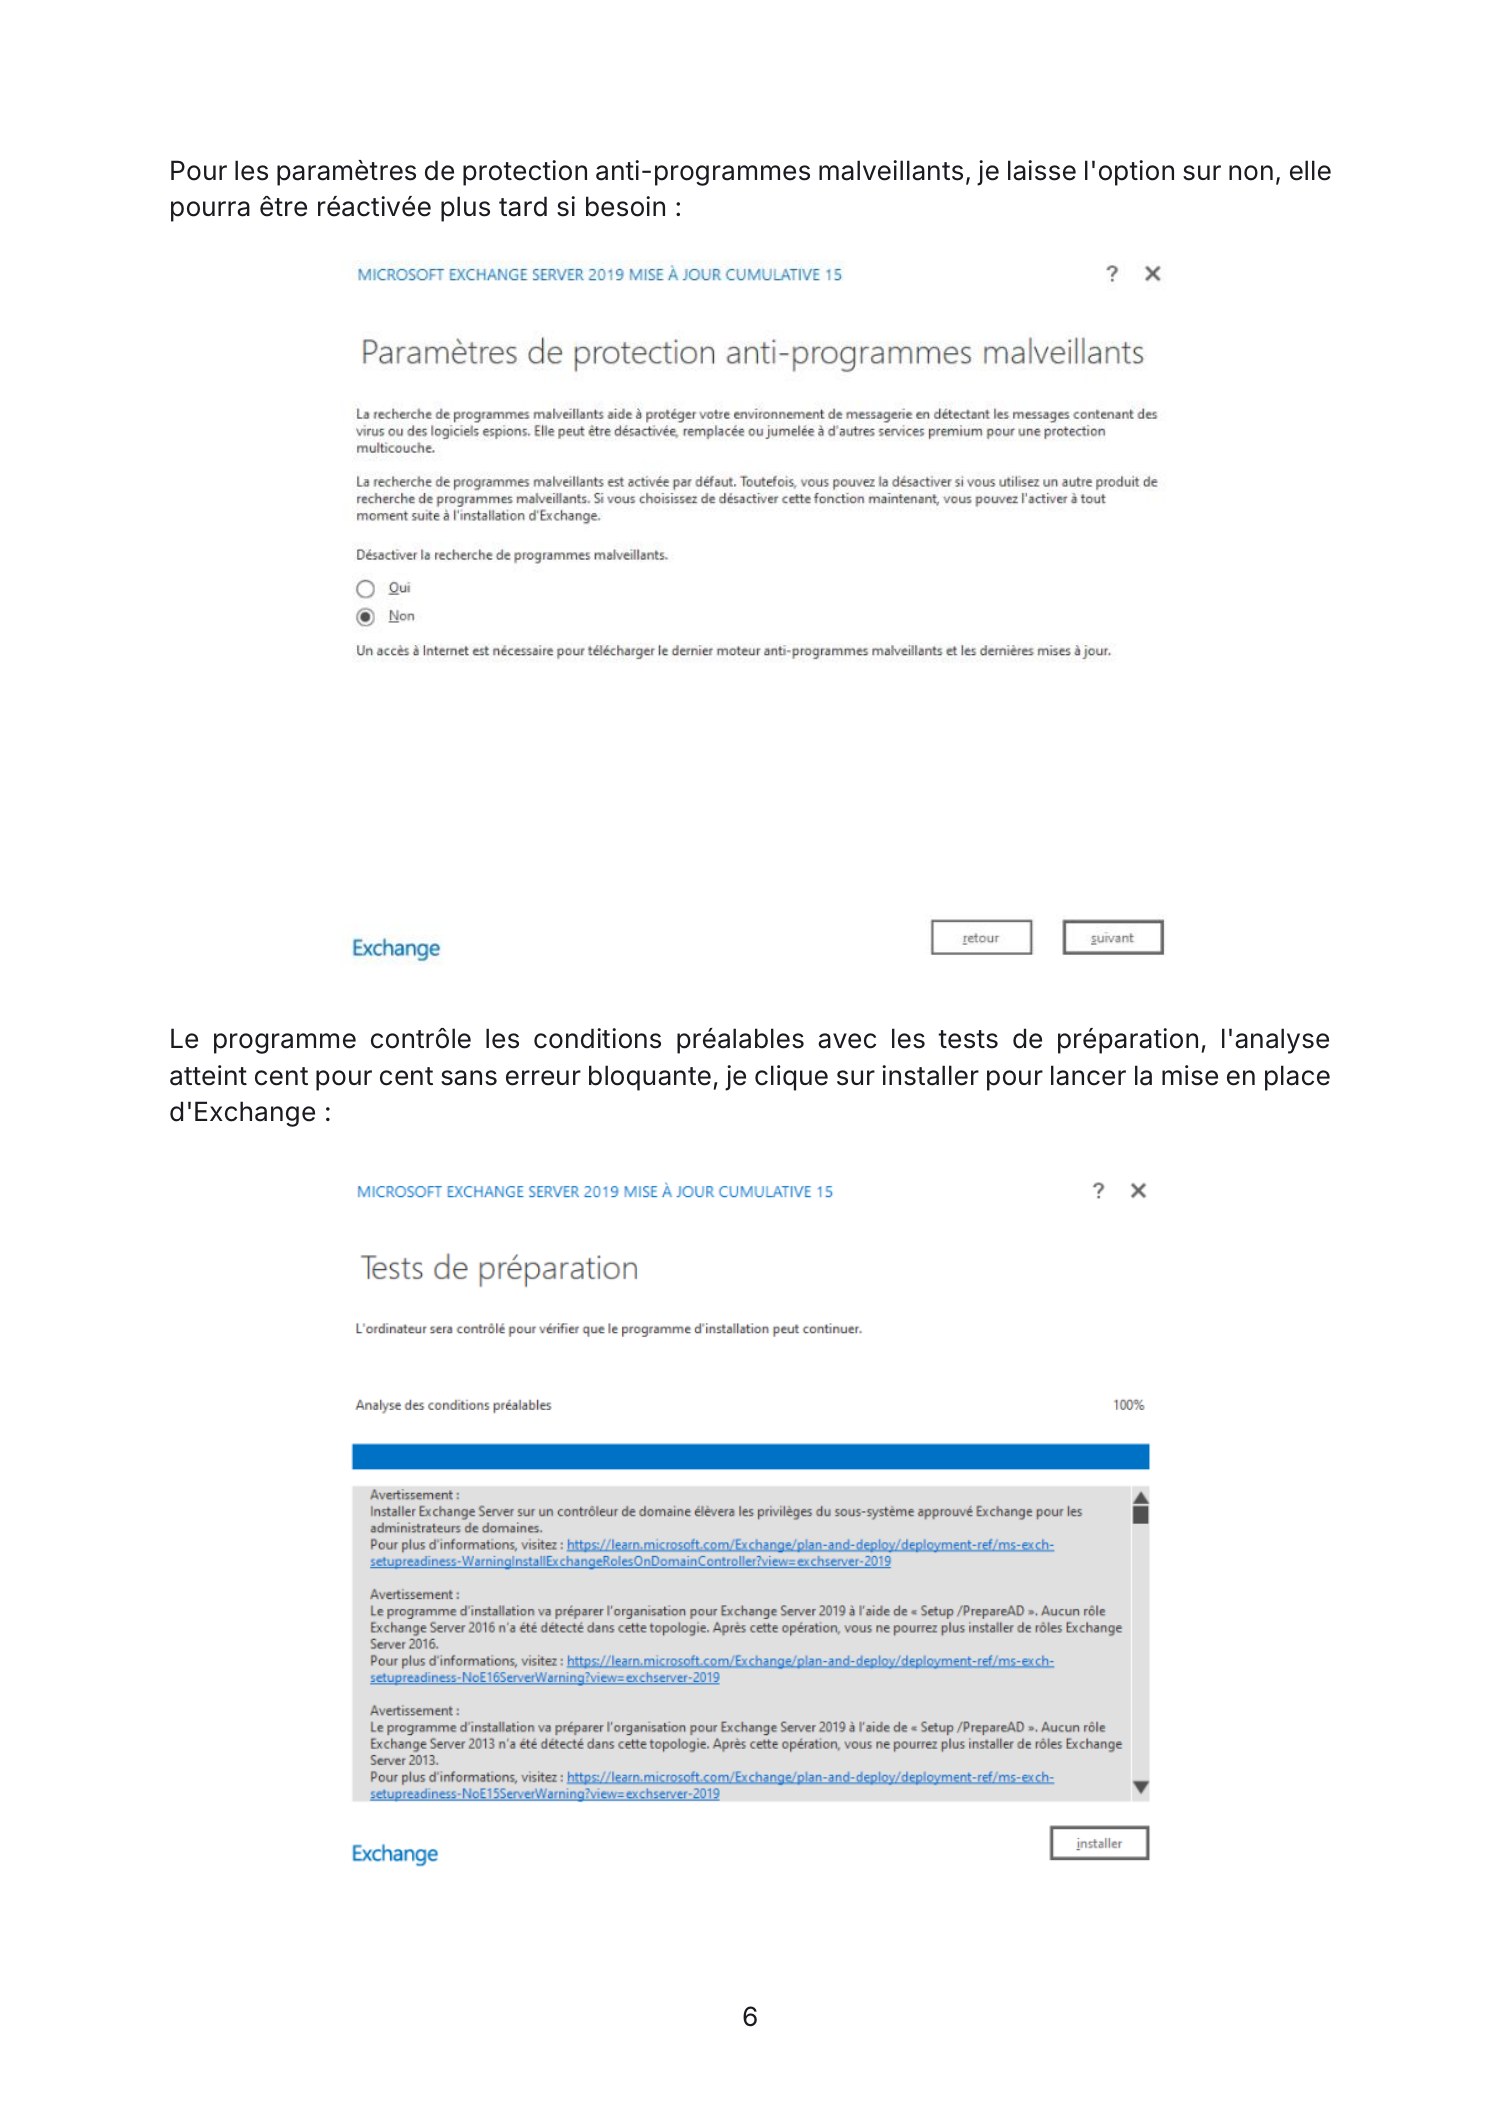 Pour les paramètres de protection anti-programmes malveillants, je laisse l'option sur non, elle
pourra être réactivée plus tard si besoin :
MICROSOFT EXCHANGE SERVER 2019 MISE À JOUR CUMULATIVE 15
? ✕
Paramètres de protection anti-programmes malveillants
La recherche de programmes malveillants aide à protéger votre environnement de messagerie en détectant les messages contenant des
virus ou des logiciels espions. Elle peut être désactivée, remplacée ou jumelée à d'autres services premium pour une protection
multicouche.
La recherche de programmes malveillants est activée par défaut. Toutefois, vous pouvez la désactiver si vous utilisez un autre produit de
recherche de programmes malveillants. Si vous choisissez de désactiver cette fonction maintenant, vous pouvez l'activer à tout
moment suite à l'installation d'Exchange.
Désactiver la recherche de programmes malveillants.
Oui
Non
Un accès à Internet est nécessaire pour télécharger le dernier moteur anti-programmes malveillants et les dernières mises à jour.
Exchange
retour
suivant
Le programme contrôle les conditions préalables avec les tests de préparation, l'analyse
atteint cent pour cent sans erreur bloquante, je clique sur installer pour lancer la mise en place
d'Exchange :
MICROSOFT EXCHANGE SERVER 2019 MISE À JOUR CUMULATIVE 15
? ✕
Tests de préparation
L'ordinateur sera contrôlé pour vérifier que le programme d'installation peut continuer.
Analyse des conditions préalables
100%
Avertissement :
Installer Exchange Server sur un contrôleur de domaine élèvera les privilèges du sous-système approuvé Exchange pour les
administrateurs de domaines.
Pour plus d'informations, visitez : https://learn.microsoft.com/Exchange/plan-and-deploy/deployment-ref/ms-exch-
setupreadiness-WarningInstallExchangeRolesOnDomainController?view=exchserver-2019
Avertissement :
Le programme d'installation va préparer l'organisation pour Exchange Server 2019 à l'aide de « Setup /PrepareAD ». Aucun rôle
Exchange Server 2016 n'a été détecté dans cette topologie. Après cette opération, vous ne pourrez plus installer de rôles Exchange
Server 2016.
Pour plus d'informations, visitez : https://learn.microsoft.com/Exchange/plan-and-deploy/deployment-ref/ms-exch-
setupreadiness-NoE16ServerWarning?view=exchserver-2019
Avertissement :
Le programme d'installation va préparer l'organisation pour Exchange Server 2019 à l'aide de « Setup /PrepareAD ». Aucun rôle
Exchange Server 2013 n'a été détecté dans cette topologie. Après cette opération, vous ne pourrez plus installer de rôles Exchange
Server 2013.
Pour plus d'informations, visitez : https://learn.microsoft.com/Exchange/plan-and-deploy/deployment-ref/ms-exch-
setupreadiness-NoE15ServerWarning?view=exchserver-2019
Exchange
installer
6